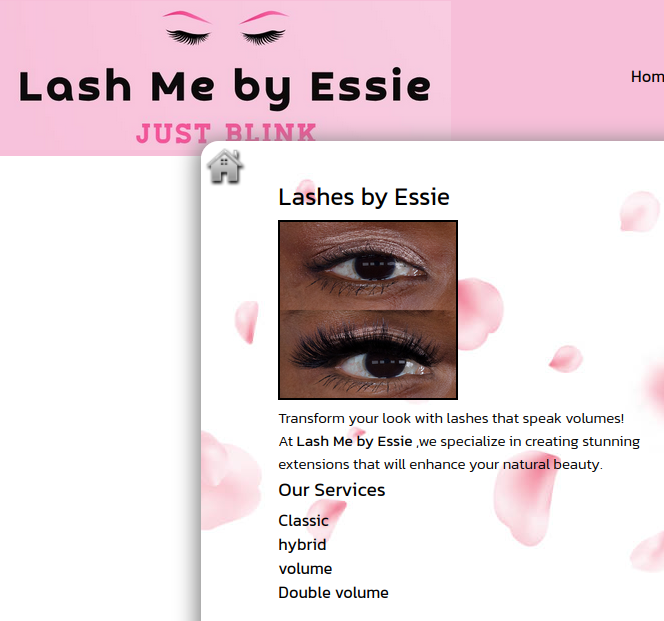 Lash Me by Essie
JUST BLINK
Lashes by Essie
Transform your look with lashes that speak volumes!
At Lash Me by Essie ,we specialize in creating stunning
extensions that will enhance your natural beauty.
Our Services
Classic
hybrid
volume
Double volume